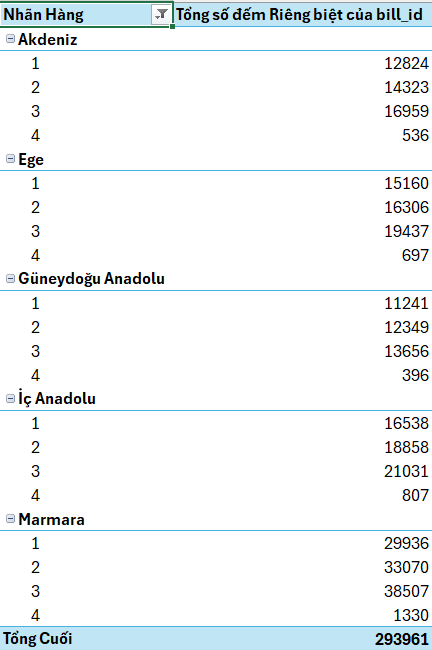 Nhãn Hàng Tổng số đếm Riêng biệt của bill_id
Akdeniz
1 12824
2 14323
3 16959
4 536
Ege
1 15160
2 16306
3 19437
4 697
Güneydoğu Anadolu
1 11241
2 12349
3 13656
4 396
İç Anadolu
1 16538
2 18858
3 21031
4 807
Marmara
1 29936
2 33070
3 38507
4 1330
Tổng Cuối 293961